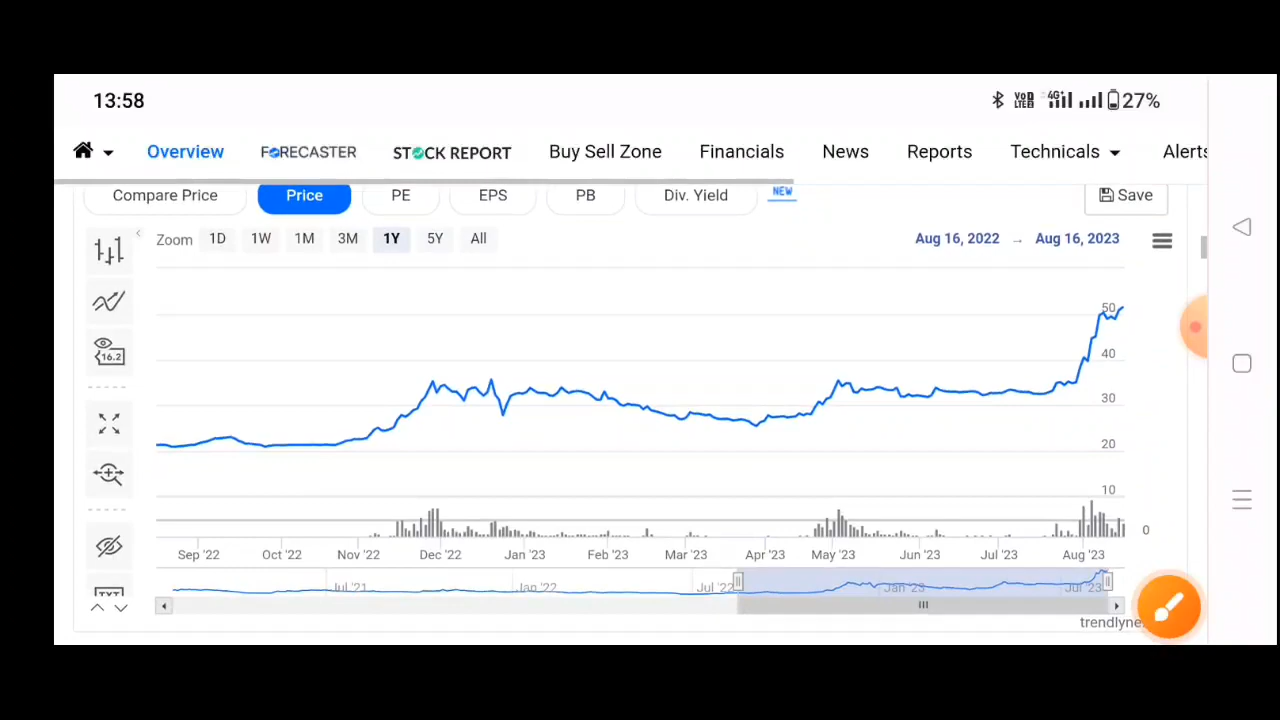 13:58 VoD LTE 4G+ 27%
Overview FORECASTER STOCK REPORT Buy Sell Zone Financials News Reports Technicals Alerts
Compare Price Price PE EPS PB Div. Yield NEW Save
Zoom 1D 1W 1M 3M 1Y 5Y All Aug 16, 2022 → Aug 16, 2023
16.2
50
40
30
20
10
0
Sep '22 Oct '22 Nov '22 Dec '22 Jan '23 Feb '23 Mar '23 Apr '23 May '23 Jun '23 Jul '23 Aug '23
Jul '21 Jan '22 Jul '22 Jan '23 Jul '23
TXT
trendlyne